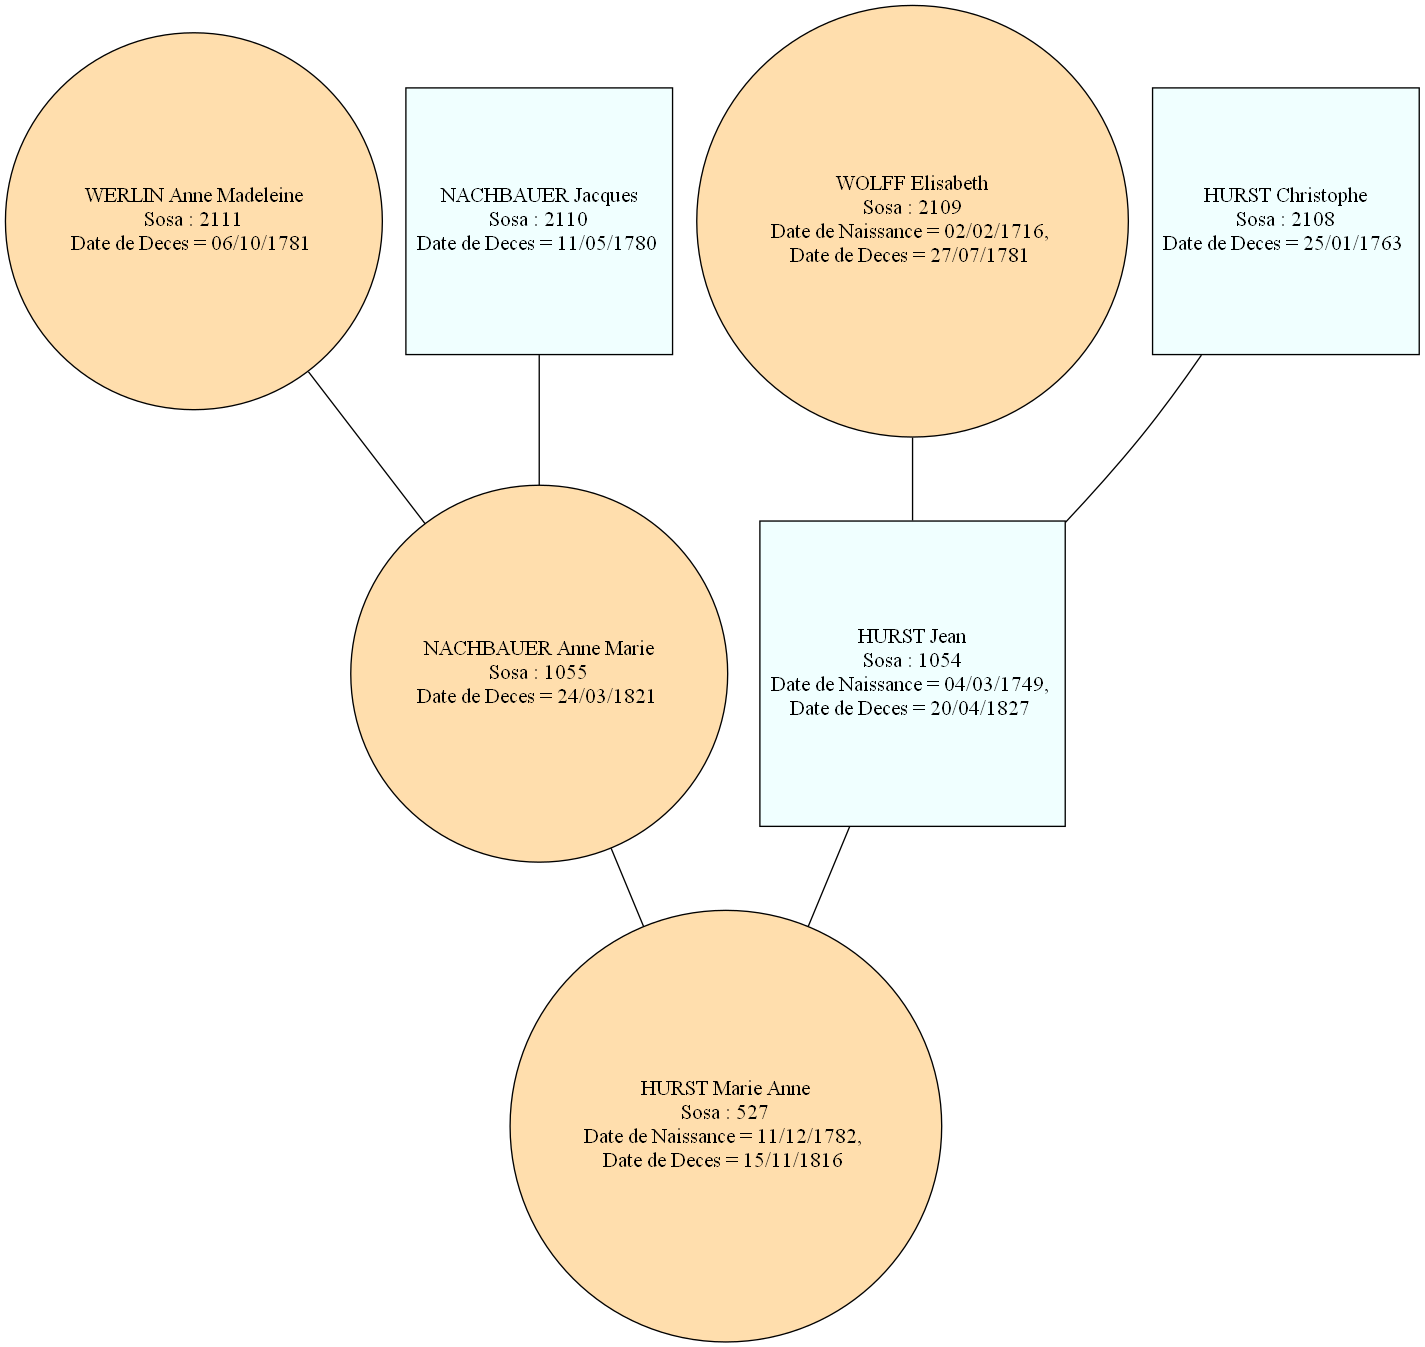 WERLIN Anne Madeleine
Sosa : 2111
Date de Deces = 06/10/1781
NACHBAUER Jacques
Sosa : 2110
Date de Deces = 11/05/1780
WOLFF Elisabeth
Sosa : 2109
Date de Naissance = 02/02/1716,
Date de Deces = 27/07/1781
HURST Christophe
Sosa : 2108
Date de Deces = 25/01/1763
NACHBAUER Anne Marie
Sosa : 1055
Date de Deces = 24/03/1821
HURST Jean
Sosa : 1054
Date de Naissance = 04/03/1749,
Date de Deces = 20/04/1827
HURST Marie Anne
Sosa : 527
Date de Naissance = 11/12/1782,
Date de Deces = 15/11/1816